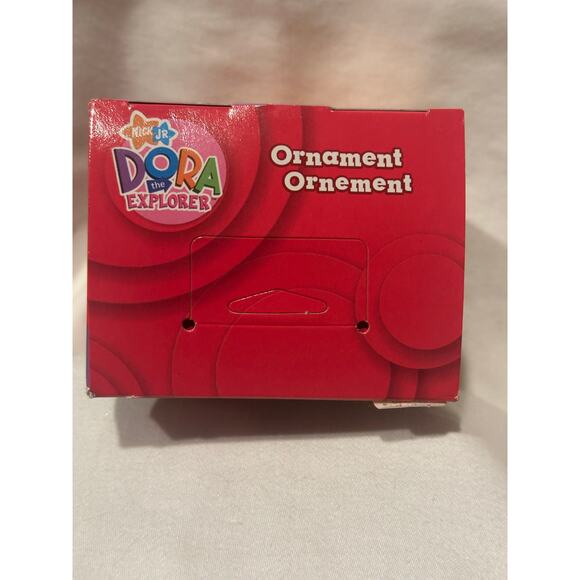 NICK JR
DORA
the
EXPLORER
Ornament
Ornement